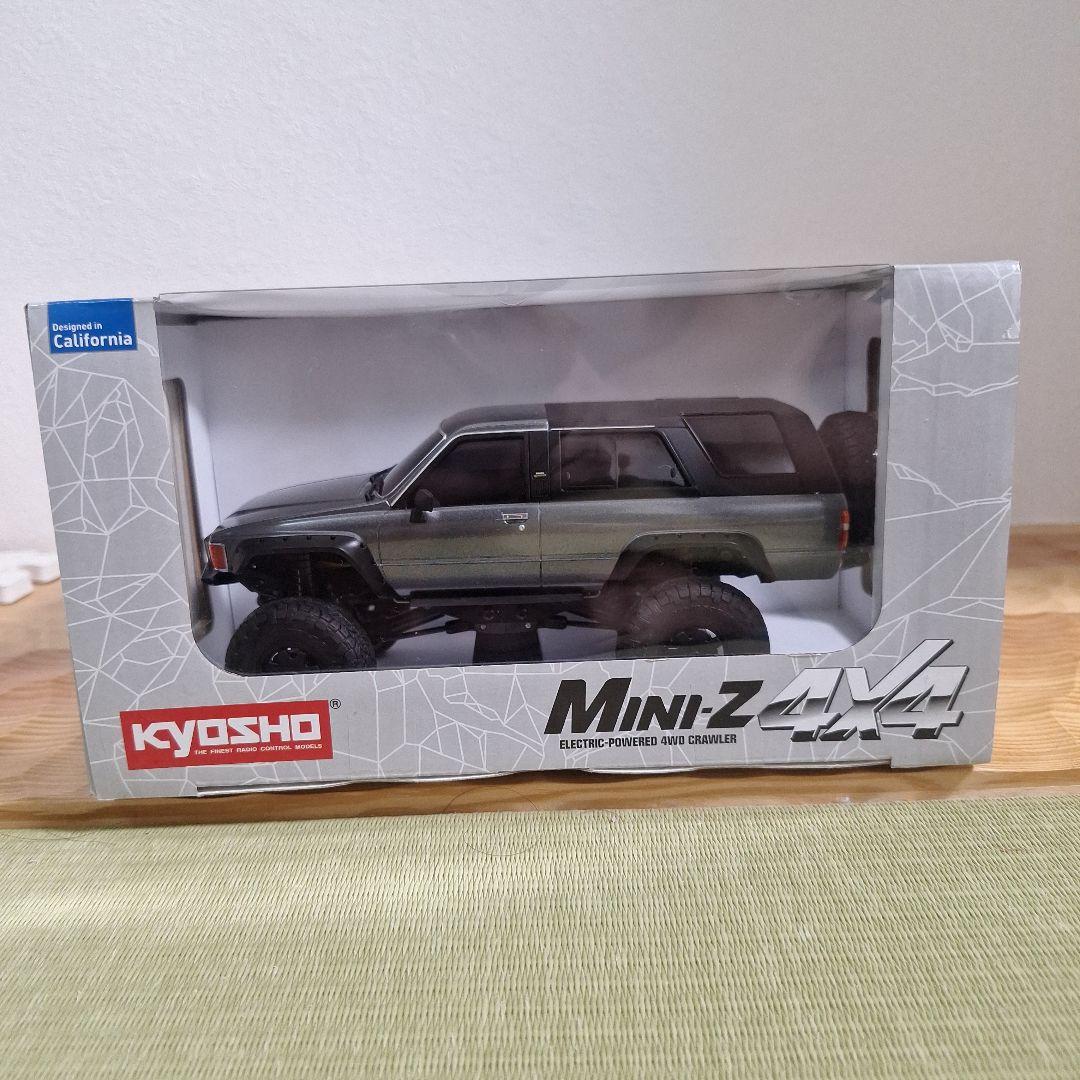 Designed in
California
KYOSHO®
THE FINEST RADIO CONTROL MODELS
MINI-Z 4X4
ELECTRIC-POWERED 4WD CRAWLER